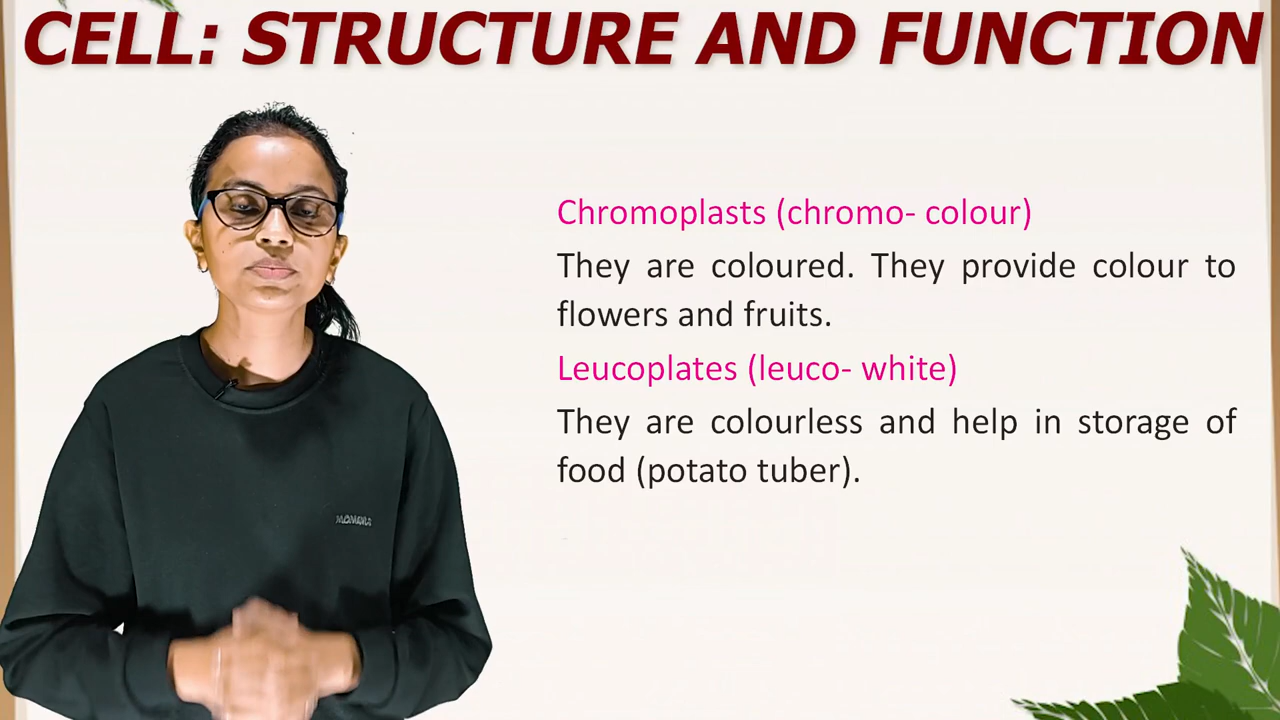 CELL: STRUCTURE AND FUNCTION
Chromoplasts (chromo- colour)
They are coloured. They provide colour to
flowers and fruits.
Leucoplates (leuco- white)
They are colourless and help in storage of
food (potato tuber).